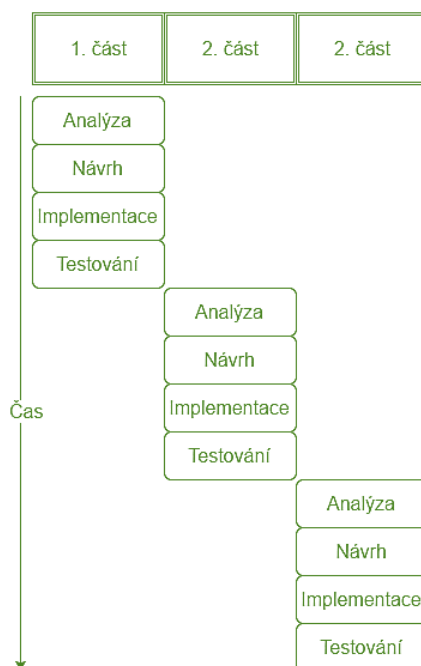 1. část 2. část 2. část
Analýza
Návrh
Implementace
Testování
Analýza
Návrh
Čas
Implementace
Testování
Analýza
Návrh
Implementace
Testování